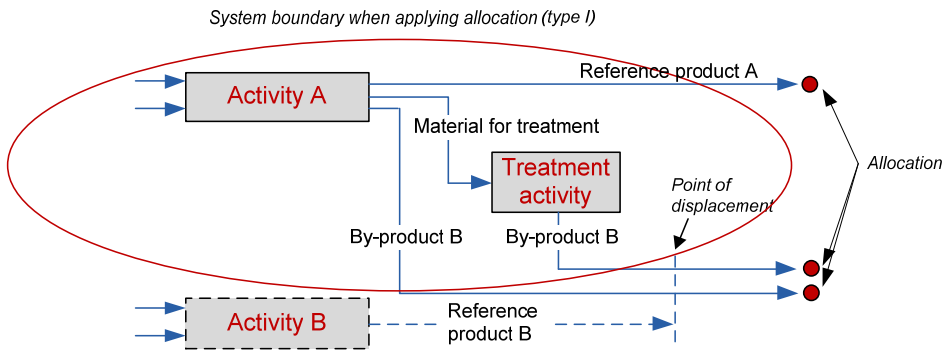 System boundary when applying allocation (type I)
Reference product A
Activity A
Material for treatment
Allocation
Treatment
activity
Point of
displacement
By-product B
By-product B
Activity B
Reference
product B